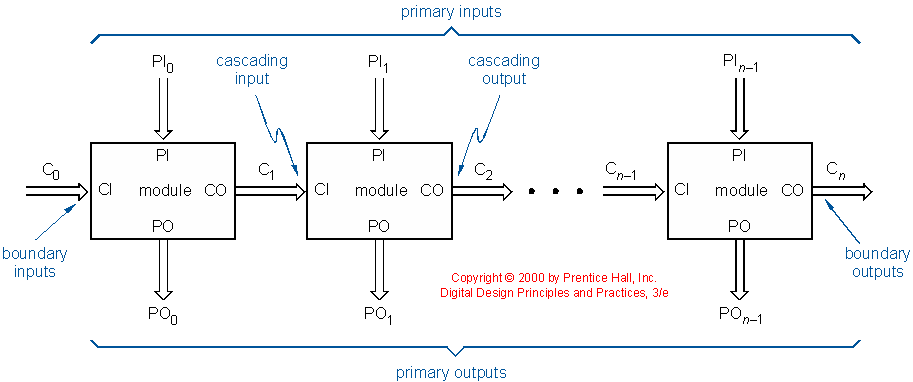 primary inputs
PI0
cascading
input
PI1
cascading
output
PIn–1
C0
PI
CI
module
CO
PO
C1
PI
CI
module
CO
PO
C2
Cn–1
PI
CI
module
CO
PO
Cn
boundary
inputs
boundary
outputs
Copyright © 2000 by Prentice Hall, Inc.
Digital Design Principles and Practices, 3/e
PO0
PO1
POn–1
primary outputs